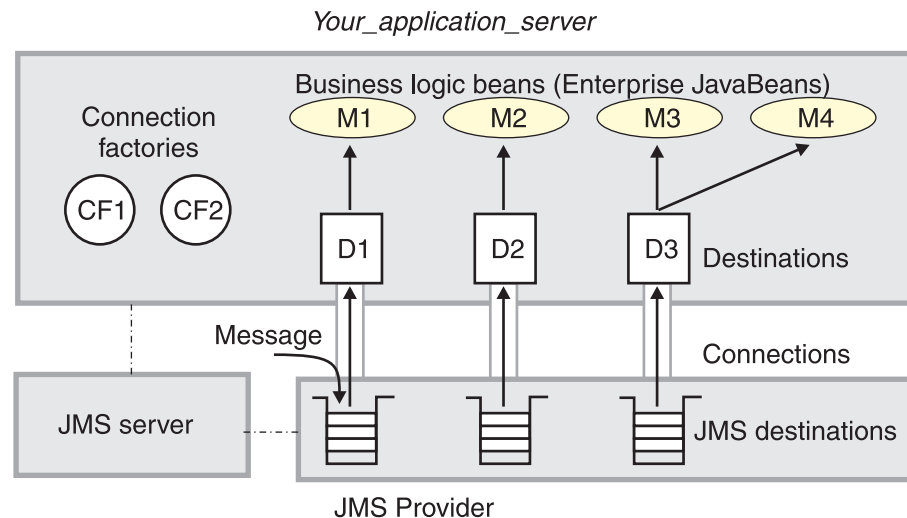 Your_application_server
Business logic beans (Enterprise JavaBeans)
Connection
factories
M1
M2
M3
M4
CF1
CF2
D1
D2
D3
Destinations
Message
Connections
JMS server
JMS destinations
JMS Provider